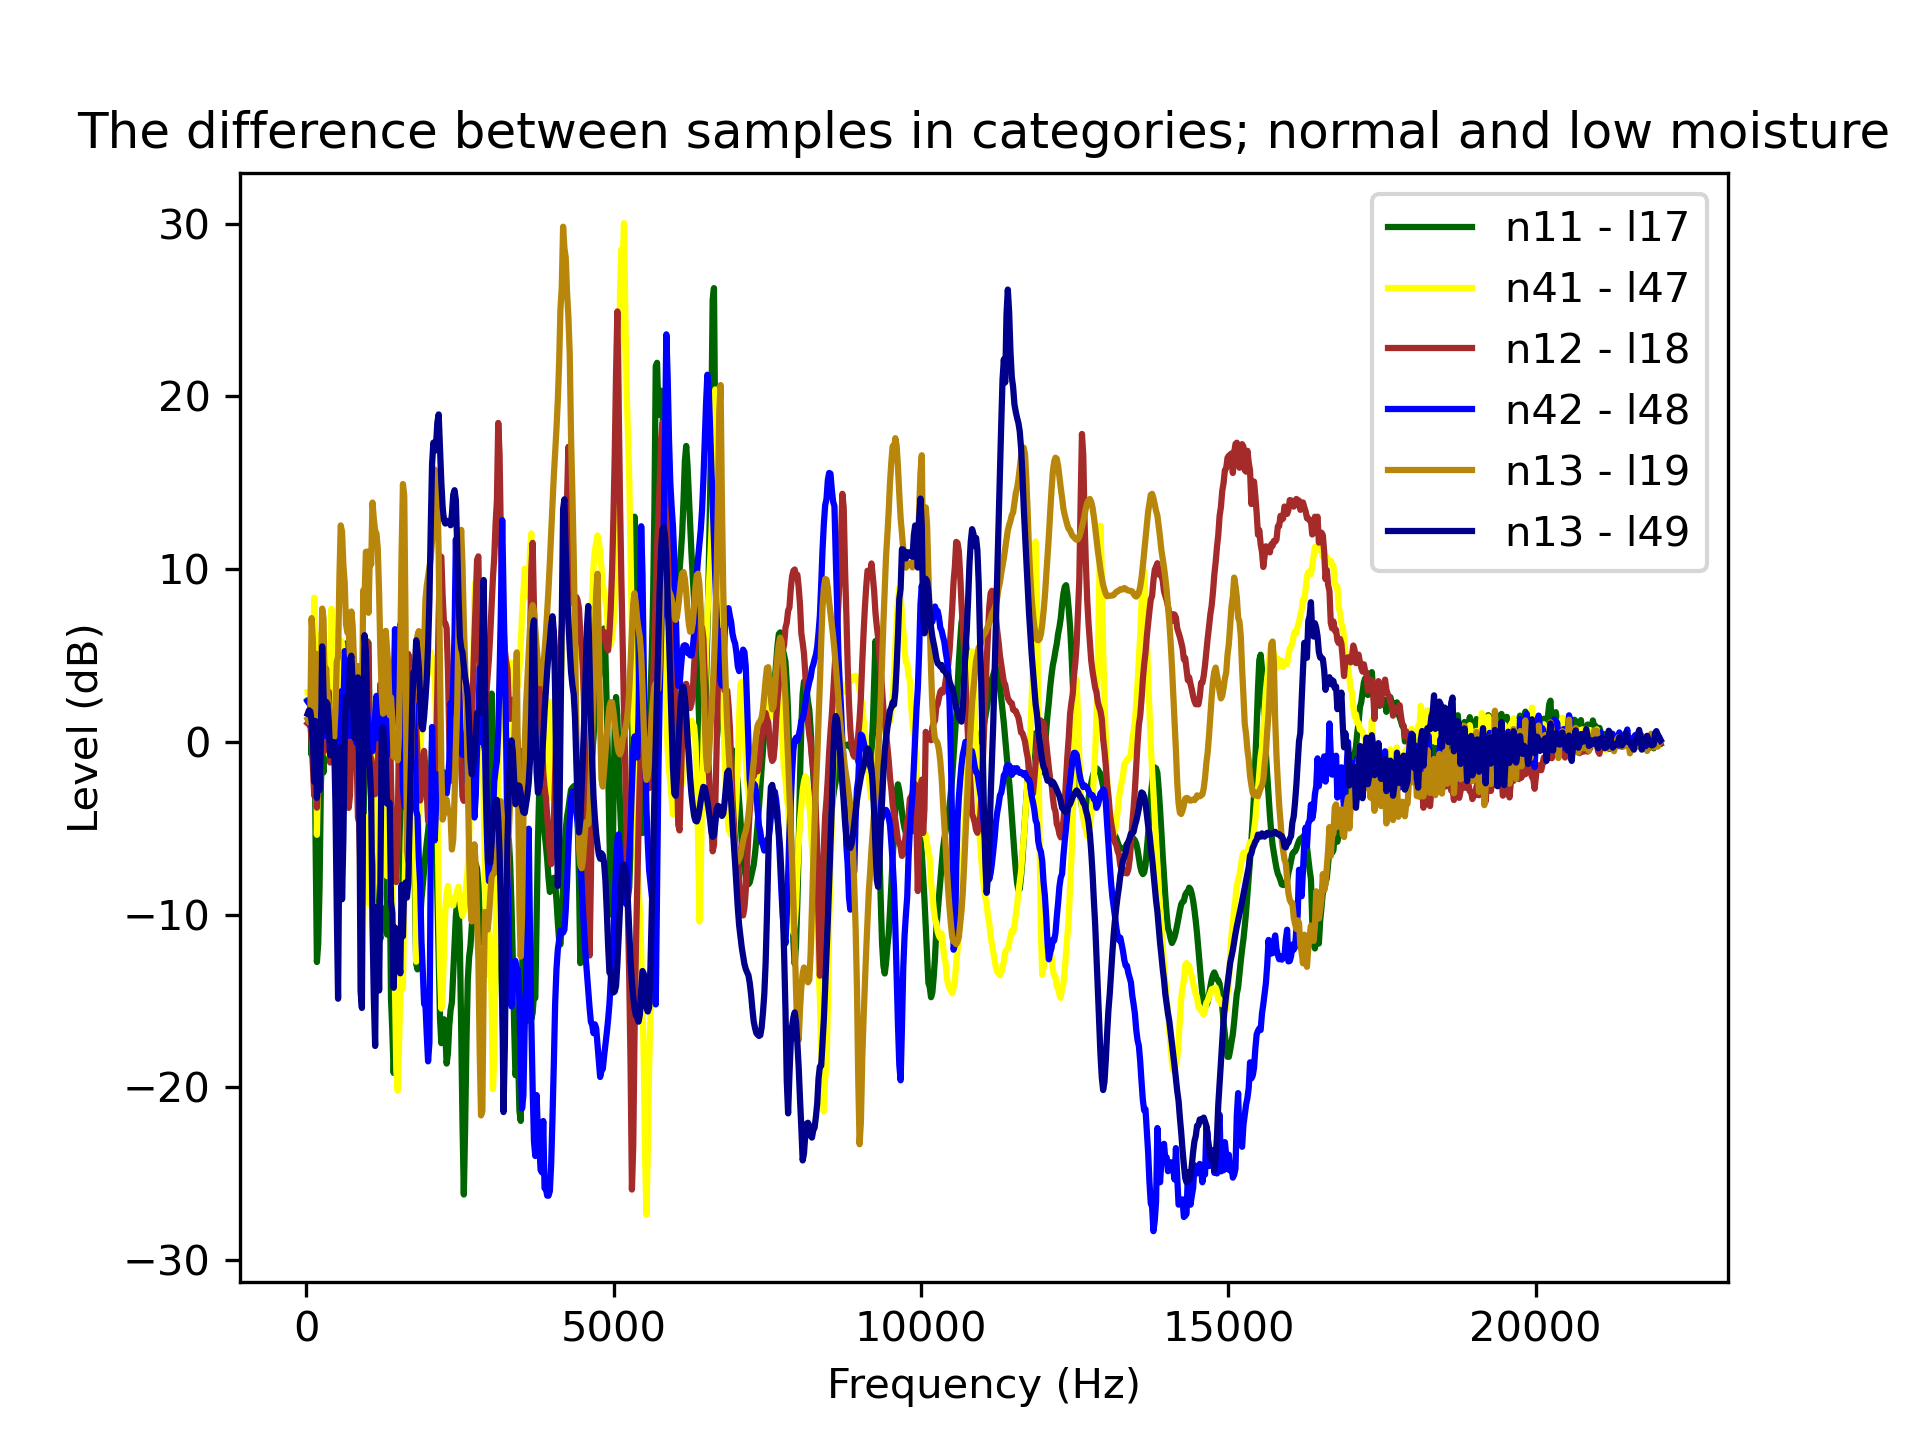 The difference between samples in categories; normal and low moisture
30
20
10
0
−10
−20
−30
Level (dB)
n11 - l17
n41 - l47
n12 - l18
n42 - l48
n13 - l19
n13 - l49
0 5000 10000 15000 20000
Frequency (Hz)